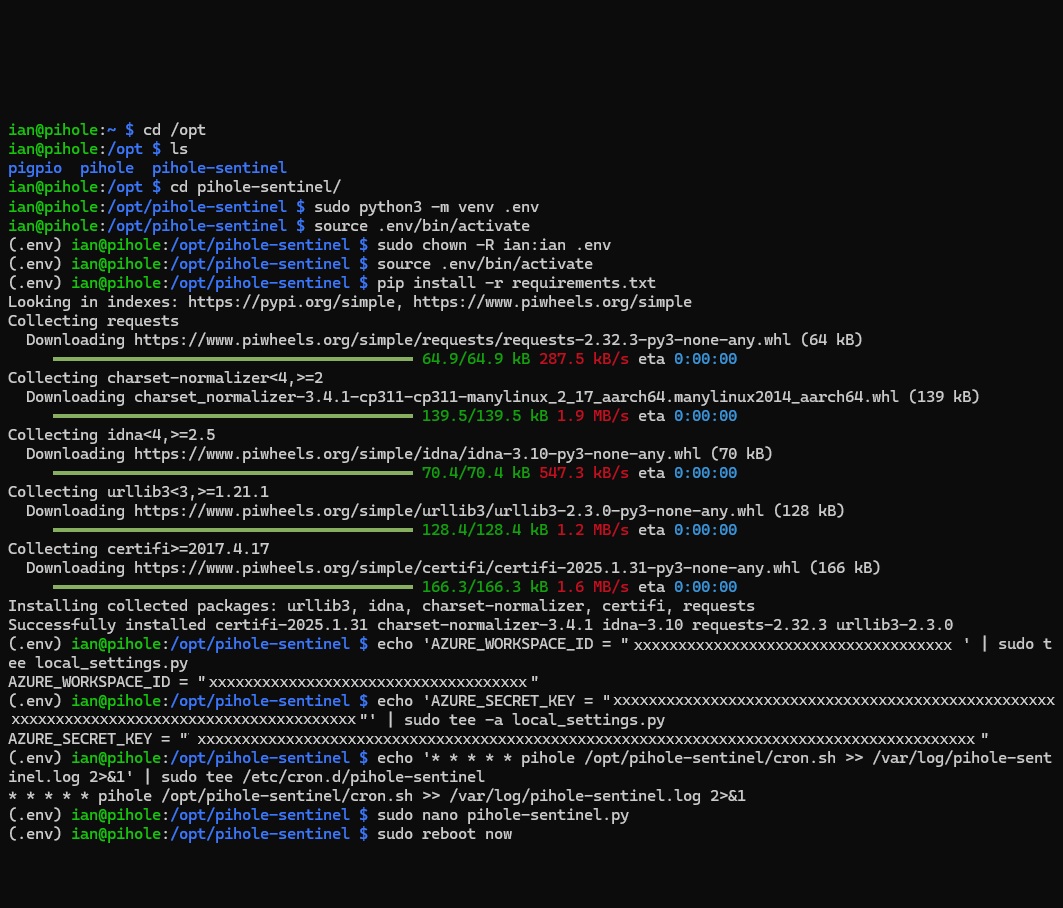 ian@pihole:~ $ cd /opt
ian@pihole:/opt $ ls
pigpio  pihole  pihole-sentinel
ian@pihole:/opt $ cd pihole-sentinel/
ian@pihole:/opt/pihole-sentinel $ sudo python3 -m venv .env
ian@pihole:/opt/pihole-sentinel $ source .env/bin/activate
(.env) ian@pihole:/opt/pihole-sentinel $ sudo chown -R ian:ian .env
(.env) ian@pihole:/opt/pihole-sentinel $ source .env/bin/activate
(.env) ian@pihole:/opt/pihole-sentinel $ pip install -r requirements.txt
Looking in indexes: https://pypi.org/simple, https://www.piwheels.org/simple
Collecting requests
  Downloading https://www.piwheels.org/simple/requests/requests-2.32.3-py3-none-any.whl (64 kB)
     64.9/64.9 kB 287.5 kB/s eta 0:00:00
Collecting charset-normalizer<4,>=2
  Downloading charset_normalizer-3.4.1-cp311-cp311-manylinux_2_17_aarch64.manylinux2014_aarch64.whl (139 kB)
     139.5/139.5 kB 1.9 MB/s eta 0:00:00
Collecting idna<4,>=2.5
  Downloading https://www.piwheels.org/simple/idna/idna-3.10-py3-none-any.whl (70 kB)
     70.4/70.4 kB 547.3 kB/s eta 0:00:00
Collecting urllib3<3,>=1.21.1
  Downloading https://www.piwheels.org/simple/urllib3/urllib3-2.3.0-py3-none-any.whl (128 kB)
     128.4/128.4 kB 1.2 MB/s eta 0:00:00
Collecting certifi>=2017.4.17
  Downloading https://www.piwheels.org/simple/certifi/certifi-2025.1.31-py3-none-any.whl (166 kB)
     166.3/166.3 kB 1.6 MB/s eta 0:00:00
Installing collected packages: urllib3, idna, charset-normalizer, certifi, requests
Successfully installed certifi-2025.1.31 charset-normalizer-3.4.1 idna-3.10 requests-2.32.3 urllib3-2.3.0
(.env) ian@pihole:/opt/pihole-sentinel $ echo 'AZURE_WORKSPACE_ID = "xxxxxxxxxxxxxxxxxxxxxxxxxxxxxxxxxxxx ' | sudo t
ee local_settings.py
AZURE_WORKSPACE_ID = "xxxxxxxxxxxxxxxxxxxxxxxxxxxxxxxxxxxx"
(.env) ian@pihole:/opt/pihole-sentinel $ echo 'AZURE_SECRET_KEY = "xxxxxxxxxxxxxxxxxxxxxxxxxxxxxxxxxxxxxxxxxxxxxxxxxx
xxxxxxxxxxxxxxxxxxxxxxxxxxxxxxxxxxxxxxx"' | sudo tee -a local_settings.py
AZURE_SECRET_KEY = "xxxxxxxxxxxxxxxxxxxxxxxxxxxxxxxxxxxxxxxxxxxxxxxxxxxxxxxxxxxxxxxxxxxxxxxxxxxxxxxxxxxxxxxx"
(.env) ian@pihole:/opt/pihole-sentinel $ echo '* * * * * pihole /opt/pihole-sentinel/cron.sh >> /var/log/pihole-sent
inel.log 2>&1' | sudo tee /etc/cron.d/pihole-sentinel
* * * * * pihole /opt/pihole-sentinel/cron.sh >> /var/log/pihole-sentinel.log 2>&1
(.env) ian@pihole:/opt/pihole-sentinel $ sudo nano pihole-sentinel.py
(.env) ian@pihole:/opt/pihole-sentinel $ sudo reboot now